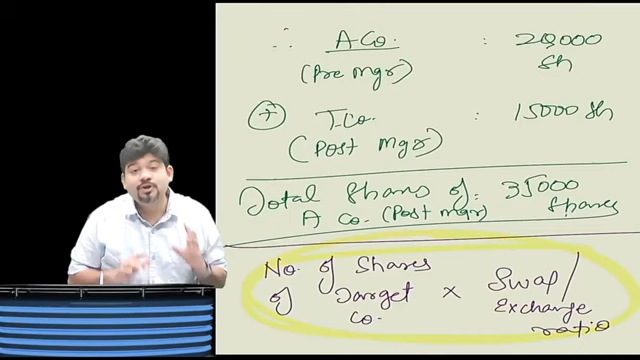 ∴ A Co. : 20,000
(Pre Mgr) Sh
(+) T.Co. : 15000 Sh
(Post Mgr)
Total Shares of : 35000
A Co. (Post Mgr) Shares
No. of Shares
of Target × Swap/
Co. Exchange
ratio